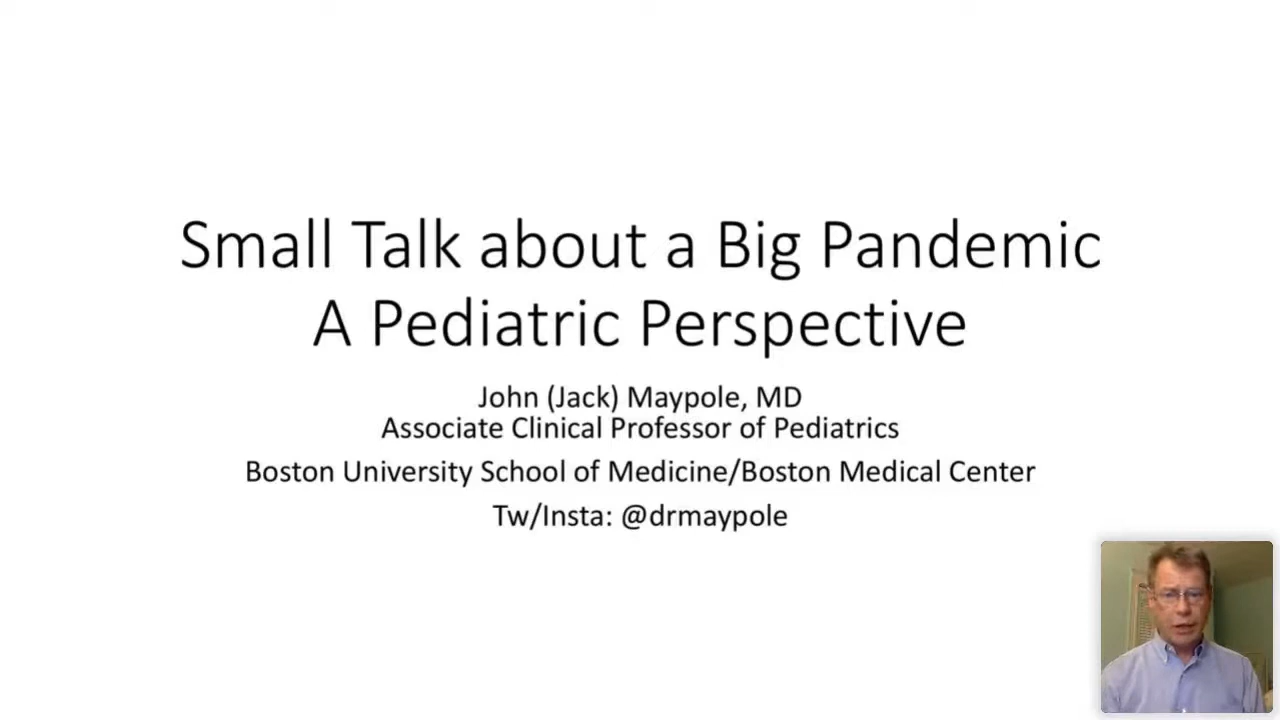 Small Talk about a Big Pandemic
A Pediatric Perspective
John (Jack) Maypole, MD
Associate Clinical Professor of Pediatrics
Boston University School of Medicine/Boston Medical Center
Tw/Insta: @drmaypole